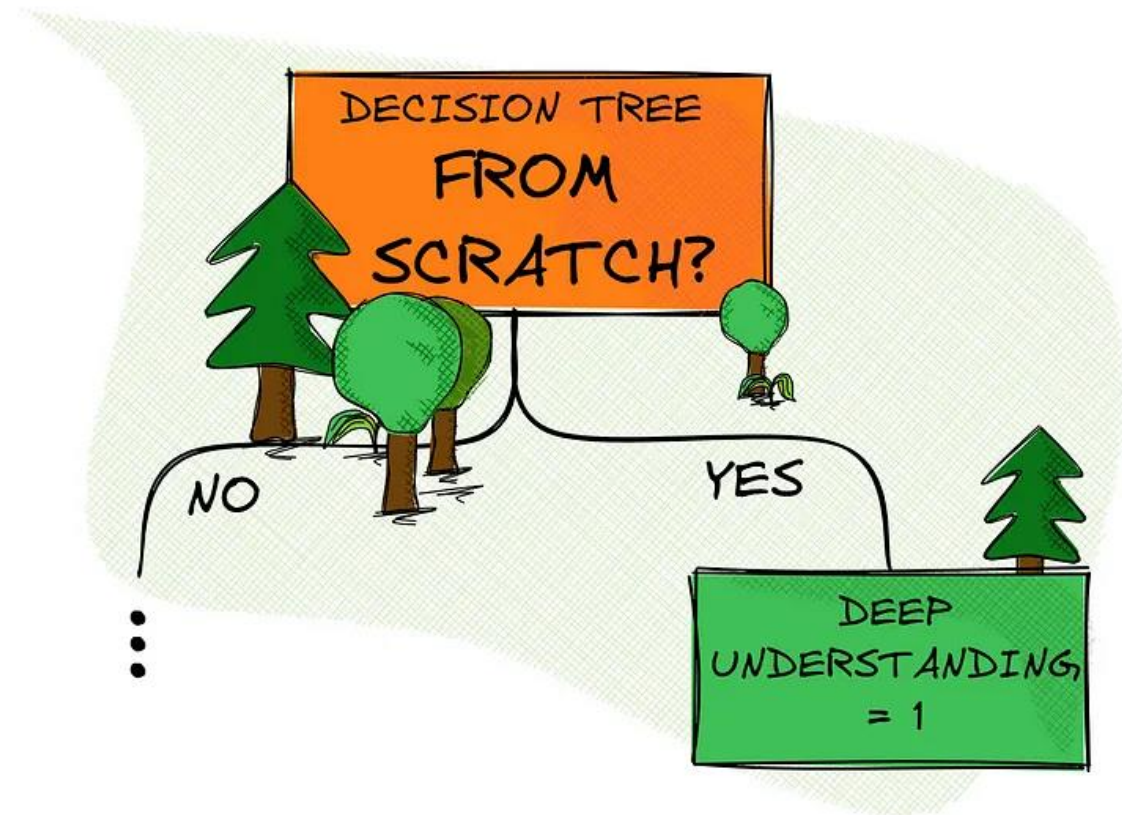 DECISION TREE
FROM
SCRATCH?
NO
YES
DEEP
UNDERSTANDING
= 1